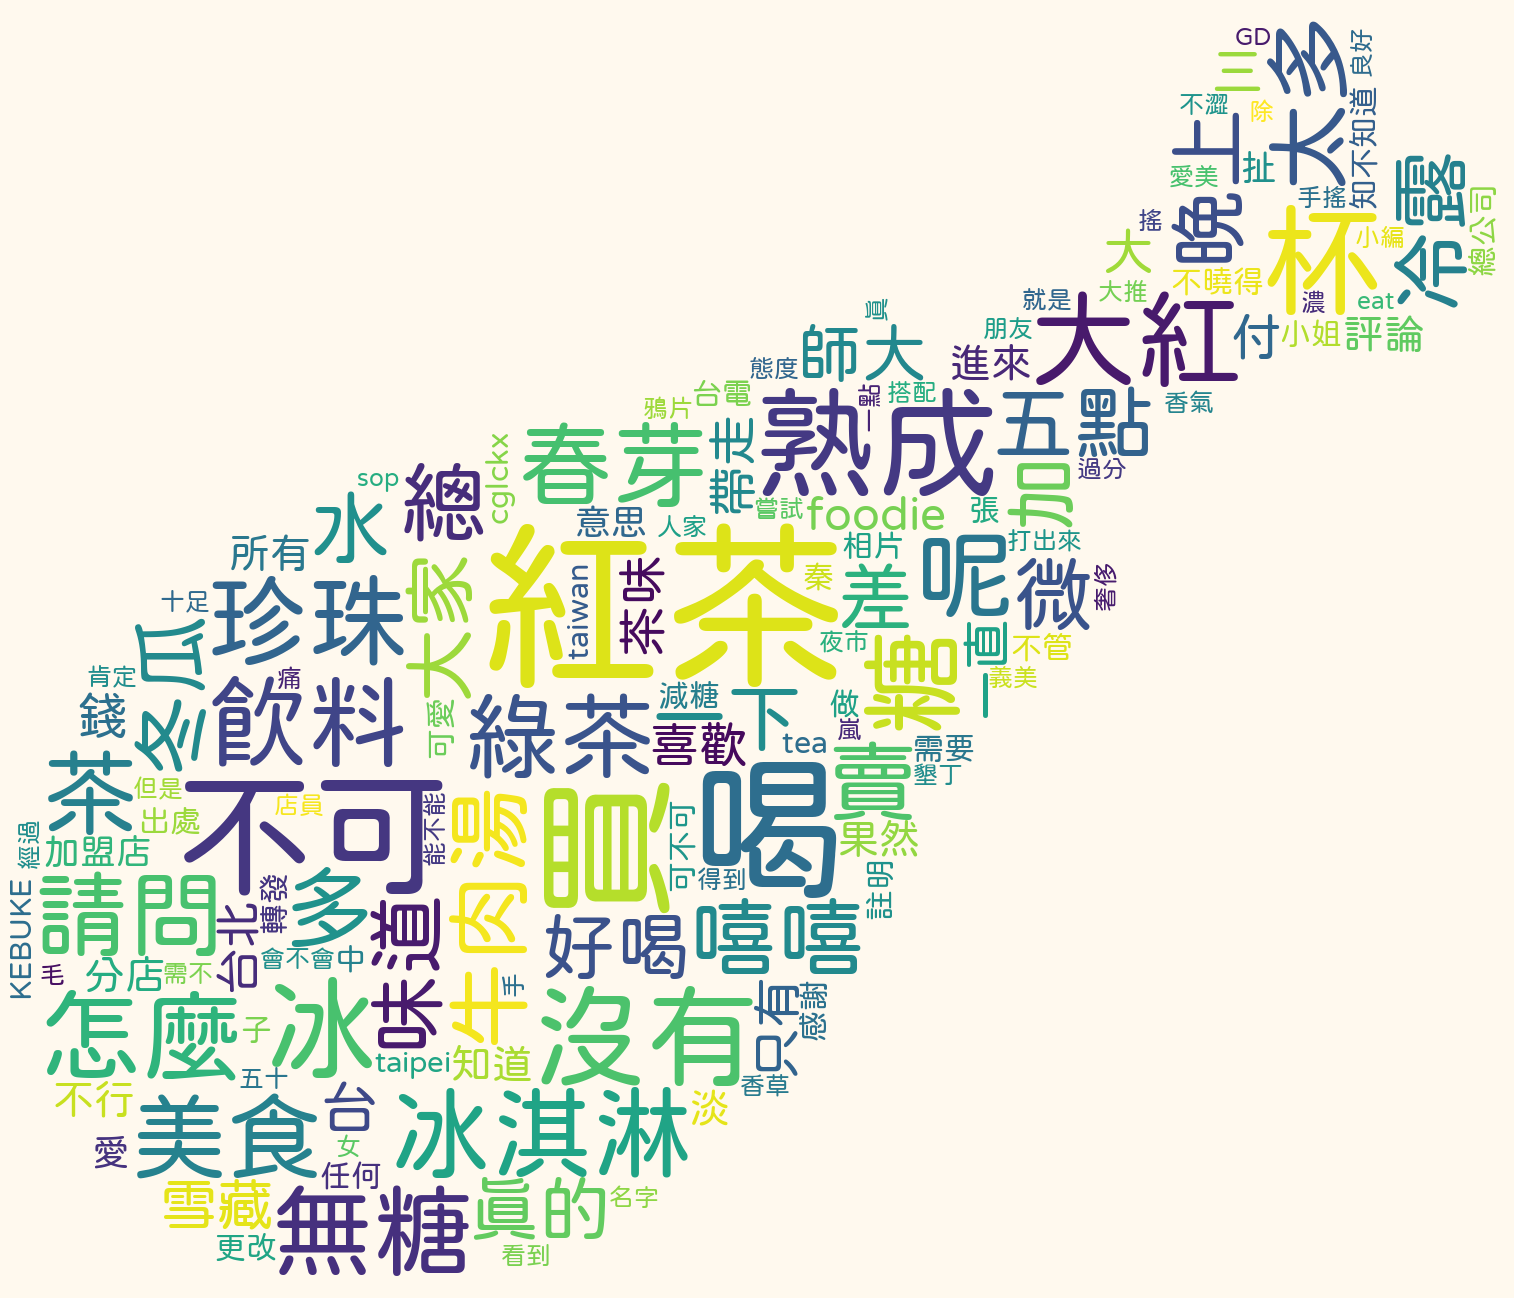 GD
三
多
太
良好
不澀
除
上
晚
扯
愛美
知不知道
手搖
冷露
總公司
搖
大
不曉得
杯
小編
大推
就是
濃
eat
朋友
大紅
付
小姐
評論
真
師大
進來
態度
台電
鴉片
搭配
一點
五點
香氣
熟成
過分
春芽
帶走
cglckx
sop
總
水
所有
意思
人家
嘗試
foodie
張
加
打出來
相片
呢
微
奢侈
紅茶
taiwan
茶味
秦
差
夜市
一直
不管
義美
大家
珍珠
十足
冬瓜
肯定
錢
痛
飲料
可愛
綠茶
減糖
一下
喜歡
tea
做
嵐
糖
需要
墾丁
賣
果然
茶
但是
出處
店員
不可
能不能
牛肉湯
買
可不可
喝
得到
註明
經過
加盟店
KEBUKE
請問
台北
轉發
多
味道
好喝
嘻嘻
毛
分店
需不
會不會
中
手
怎麼
子
冰
taipei
知道
沒有
只有
感謝
香草
不行
五十
美食
台
女
冰淇淋
淡
愛
任何
雪藏
無糖
真的
名字
更改
看到